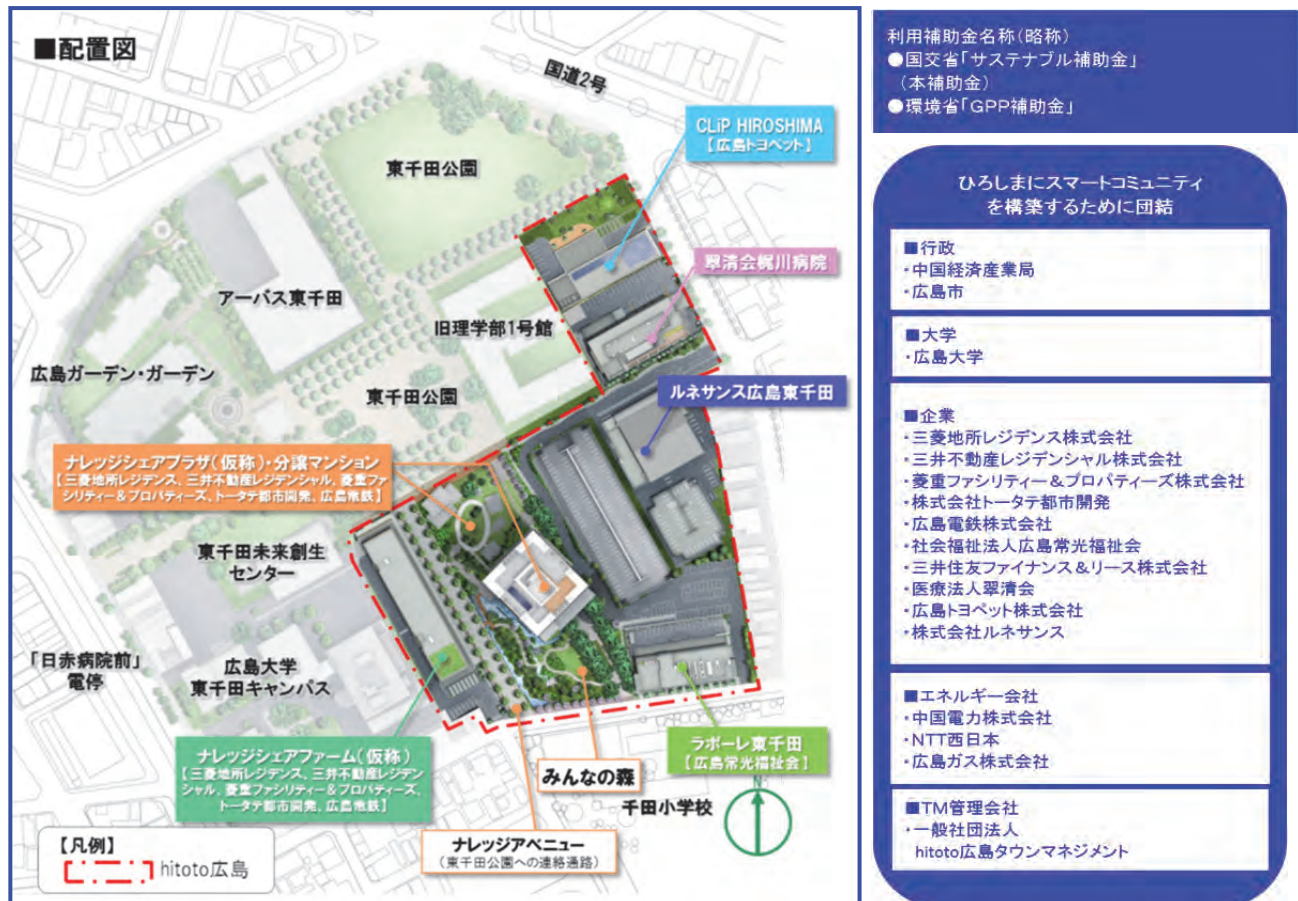 ■配置図
国道2号
CLiP HIROSHIMA
【広島トヨペット】
東千田公園
翠清会梶川病院
アーバス東千田
旧理学部1号館
広島ガーデン・ガーデン
東千田公園
ルネサンス広島東千田
ナレッジシェアプラザ(仮称)・分譲マンション
【三菱地所レジデンス、三井不動産レジデンシャル、菱重ファ
シリティー&プロパティーズ、トータテ都市開発、広島電鉄】
東千田未来創生
センター
「日赤病院前」
電停
広島大学
東千田キャンパス
ナレッジシェアファーム(仮称)
【三菱地所レジデンス、三井不動産レジデン
シャル、菱重ファシリティー&プロパティーズ、
トータテ都市開発、広島電鉄】
みんなの森
ラポーレ東千田
【広島常光福祉会】
N
千田小学校
ナレッジアベニュー
(東千田公園への連絡通路)
【凡例】
hitoto広島
利用補助金名称(略称)
●国交省「サステナブル補助金」
(本補助金)
●環境省「GPP補助金」
ひろしまにスマートコミュニティ
を構築するために団結
■行政
・中国経済産業局
・広島市
■大学
・広島大学
■企業
・三菱地所レジデンス株式会社
・三井不動産レジデンシャル株式会社
・菱重ファシリティー&プロパティーズ株式会社
・株式会社トータテ都市開発
・広島電鉄株式会社
・社会福祉法人広島常光福祉会
・三井住友ファイナンス&リース株式会社
・医療法人翠清会
・広島トヨペット株式会社
・株式会社ルネサンス
■エネルギー会社
・中国電力株式会社
・NTT西日本
・広島ガス株式会社
■TM管理会社
・一般社団法人
hitoto広島タウンマネジメント